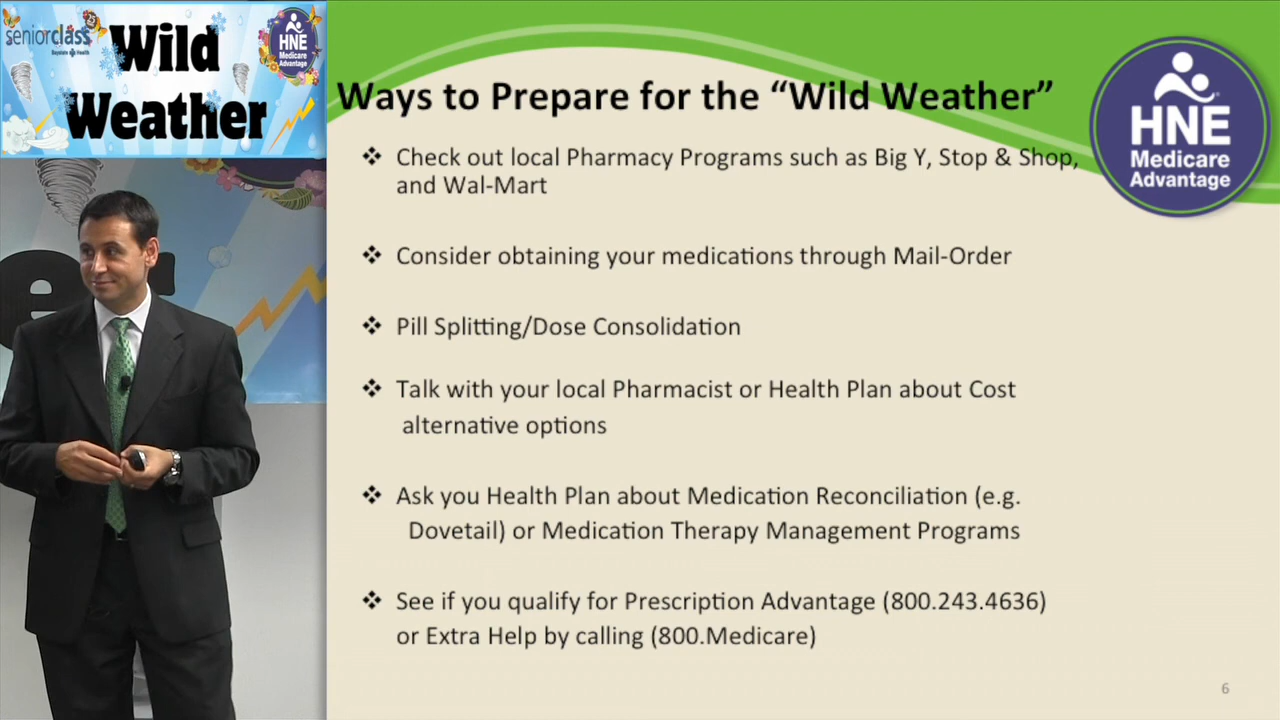 seniorclass
Baystate Health
Wild
Weather
HNE
Medicare
Advantage
er
Ways to Prepare for the “Wild Weather”
HNE
Medicare
Advantage
❖ Check out local Pharmacy Programs such as Big Y, Stop & Shop,
and Wal-Mart
❖ Consider obtaining your medications through Mail-Order
❖ Pill Splitting/Dose Consolidation
❖ Talk with your local Pharmacist or Health Plan about Cost
alternative options
❖ Ask you Health Plan about Medication Reconciliation (e.g.
Dovetail) or Medication Therapy Management Programs
❖ See if you qualify for Prescription Advantage (800.243.4636)
or Extra Help by calling (800.Medicare)
6